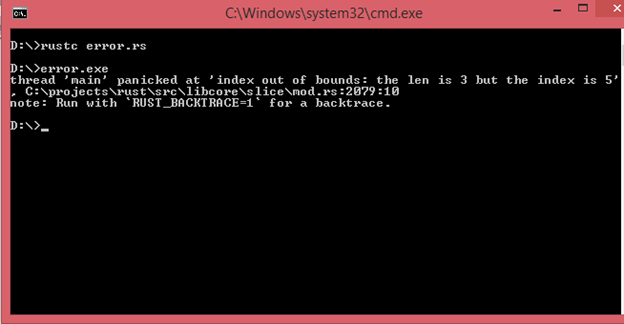 C:\Windows\system32\cmd.exe
D:\>rustc error.rs
D:\>error.exe
thread 'main' panicked at 'index out of bounds: the len is 3 but the index is 5'
, C:\projects\rust\src\libcore\slice\mod.rs:2079:10
note: Run with `RUST_BACKTRACE=1` for a backtrace.
D:\>_